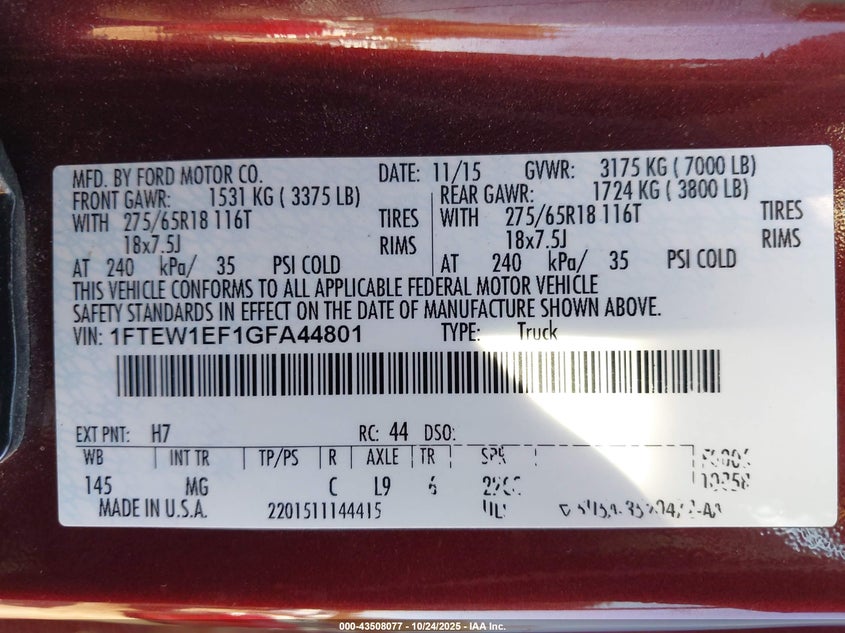 MFD. BY FORD MOTOR CO. DATE: 11/15 GVWR: 3175 KG ( 7000 LB)
FRONT GAWR: 1531 KG ( 3375 LB) REAR GAWR: 1724 KG ( 3800 LB)
WITH 275/65R18 116T TIRES WITH 275/65R18 116T TIRES
18x7.5J RIMS 18x7.5J RIMS
AT 240 kPa/ 35 PSI COLD AT 240 kPa/ 35 PSI COLD
THIS VEHICLE CONFORMS TO ALL APPLICABLE FEDERAL MOTOR VEHICLE
SAFETY STANDARDS IN EFFECT ON THE DATE OF MANUFACTURE SHOWN ABOVE.
VIN: 1FTEW1EF1GFA44801 TYPE: Truck
EXT PNT: H7 RC: 44 DSO:
WB INT TR TP/PS R AXLE TR SPR
145 MG C L9 6
MADE IN U.S.A. 2201511144415
000-43508077 - 10/24/2025 - IAA Inc.